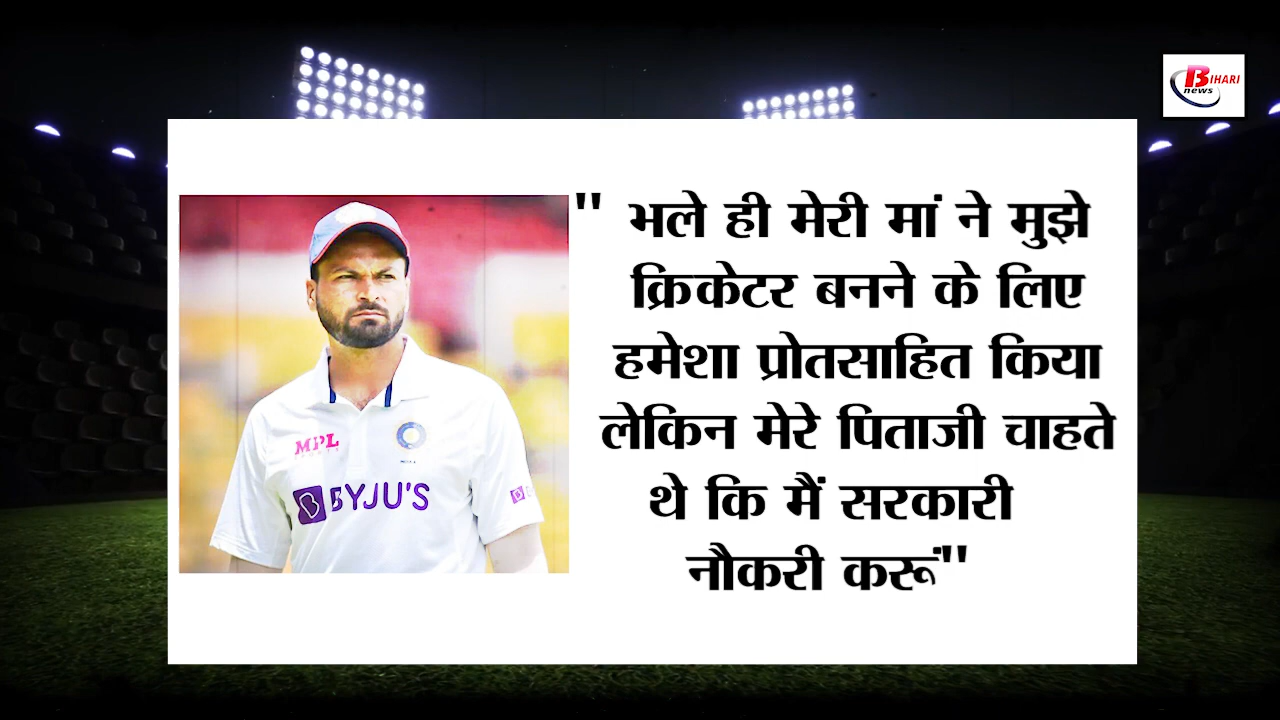 BIHARI
news
" भले ही मेरी मां ने मुझे
क्रिकेटर बनने के लिए
हमेशा प्रोतसाहित किया
लेकिन मेरे पिताजी चाहते
थे कि मैं सरकारी
नौकरी करूं"
MPL
BYJU'S